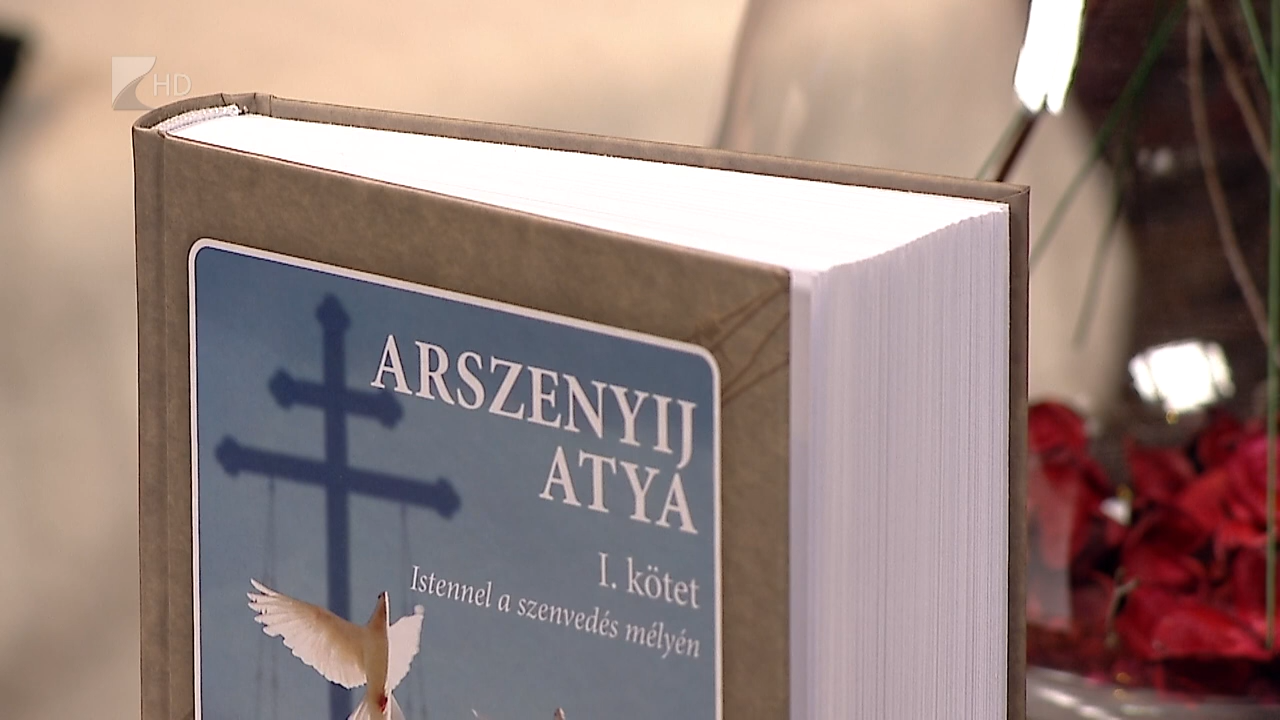 HD
ARSZENYIJ
ATYA
I. kötet
Istennel a szenvedés mélyén